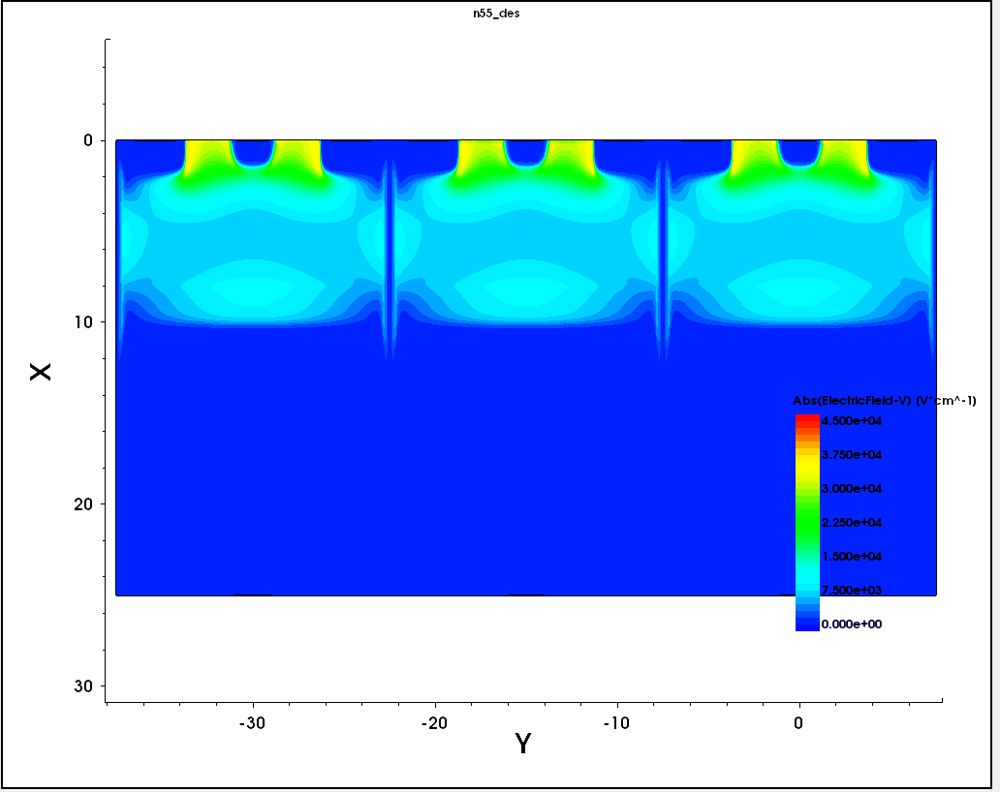 n55_des
0
10
X
Abs(ElectricField-V) (V*cm^-1)
4.500e+04
3.750e+04
3.000e+04
2.250e+04
20
1.500e+04
7.500e+03
0.000e+00
30
-30 -20 -10 0
Y